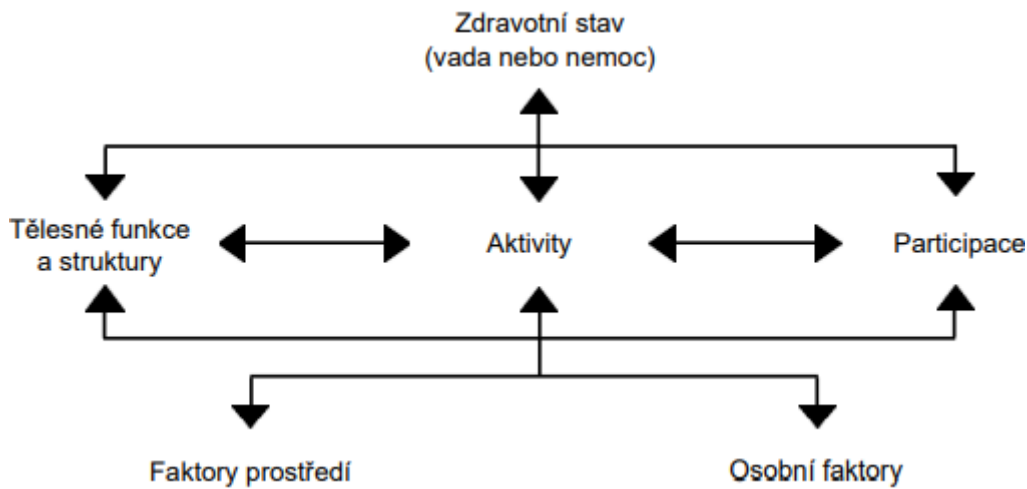 Zdravotní stav
(vada nebo nemoc)
Tělesné funkce
a struktury
Aktivity
Participace
Faktory prostředí
Osobní faktory